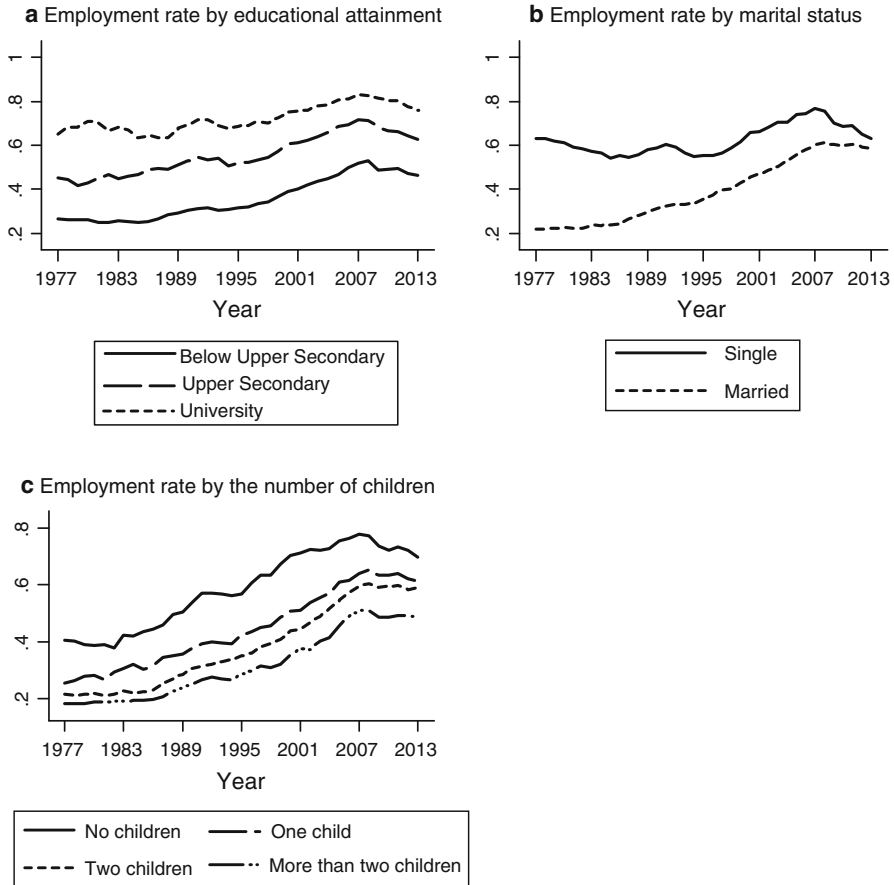 a Employment rate by educational attainment
1
.8
.6
.4
.2
1977 1983 1989 1995 2001 2007 2013
Year
Below Upper Secondary
Upper Secondary
University
b Employment rate by marital status
1
.8
.6
.4
.2
1977 1983 1989 1995 2001 2007 2013
Year
Single
Married
c Employment rate by the number of children
.8
.6
.4
.2
1977 1983 1989 1995 2001 2007 2013
Year
No children One child
Two children More than two children